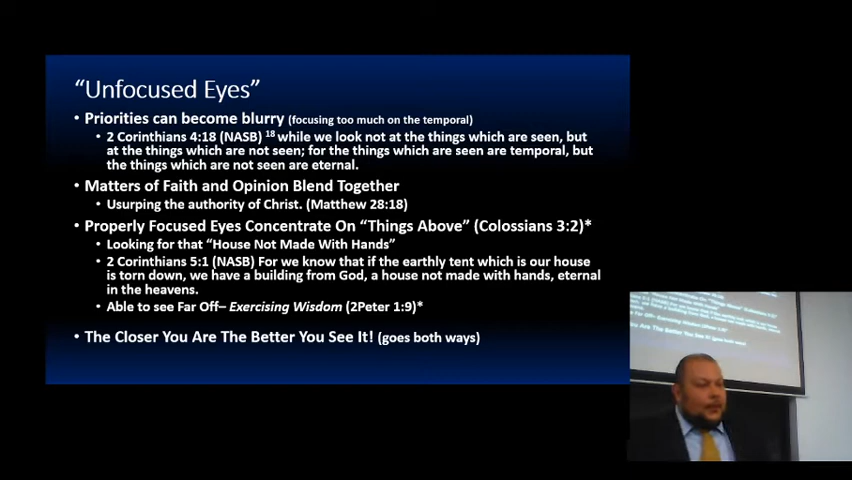 “Unfocused Eyes”
• Priorities can become blurry (focusing too much on the temporal)
• 2 Corinthians 4:18 (NASB) 18 while we look not at the things which are seen, but
at the things which are not seen; for the things which are seen are temporal, but
the things which are not seen are eternal.
• Matters of Faith and Opinion Blend Together
• Usurping the authority of Christ. (Matthew 28:18)
• Properly Focused Eyes Concentrate On “Things Above” (Colossians 3:2)*
• Looking for that “House Not Made With Hands”
• 2 Corinthians 5:1 (NASB) For we know that if the earthly tent which is our house
is torn down, we have a building from God, a house not made with hands, eternal
in the heavens.
• Able to see Far Off– Exercising Wisdom (2Peter 1:9)*
• The Closer You Are The Better You See It! (goes both ways)